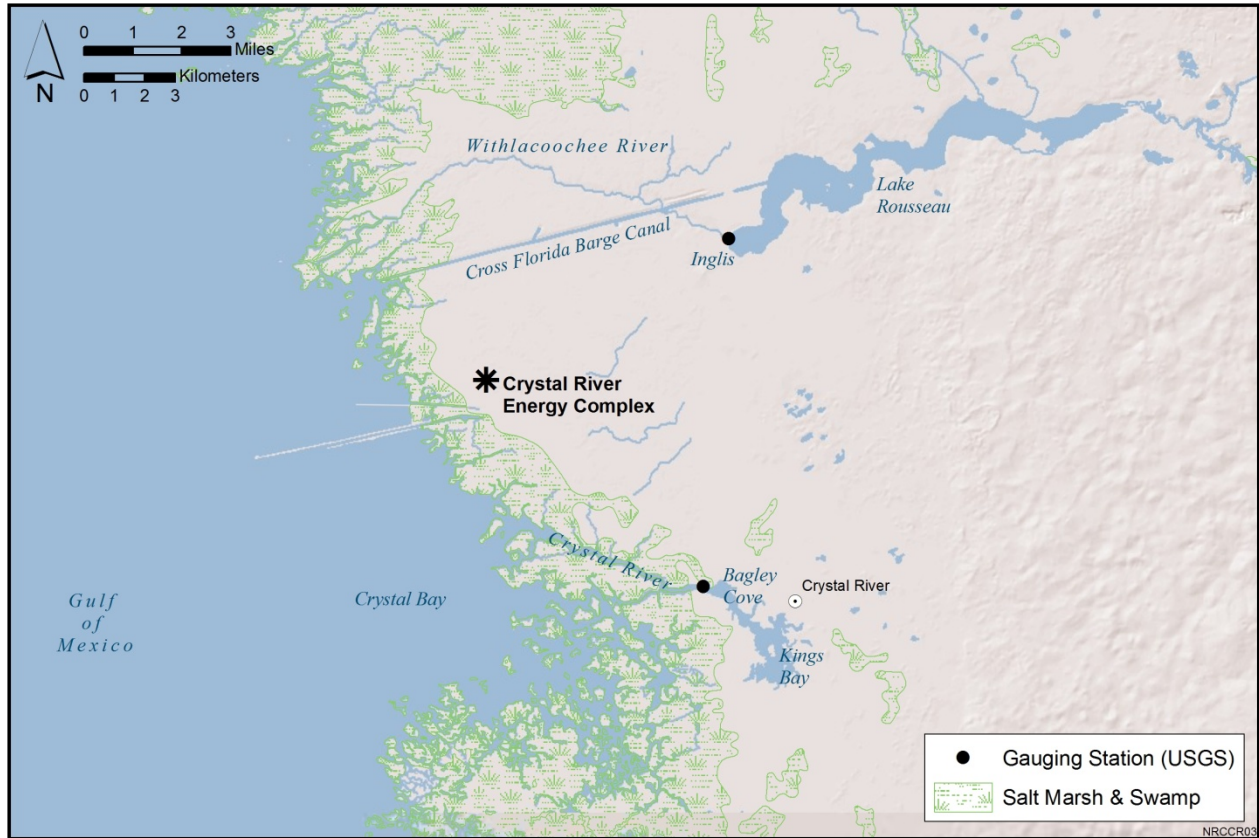 0 1 2 3
Miles
Kilometers
0 1 2 3
N
Withlacoochee River
Lake
Rousseau
Cross Florida Barge Canal
Inglis
Crystal River
Energy Complex
Crystal River
Bagley
Cove
Crystal River
Gulf
of
Mexico
Crystal Bay
Kings
Bay
Gauging Station (USGS)
Salt Marsh & Swamp
NRCCR03